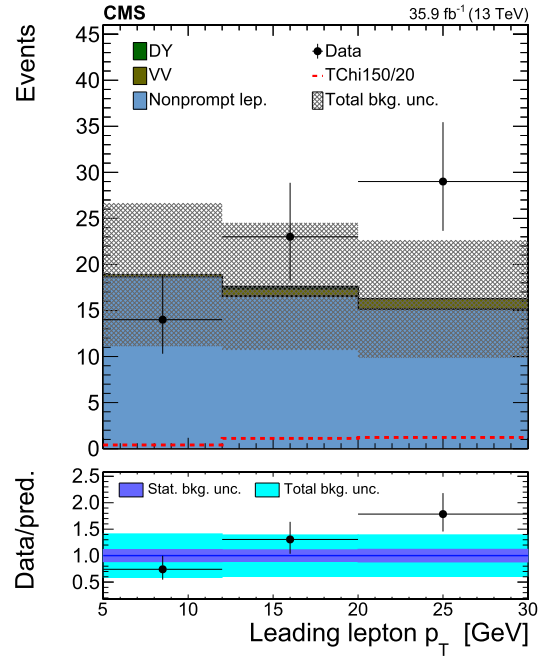 CMS 35.9 fb⁻¹ (13 TeV)
Events
DY Data
VV TChi150/20
Nonprompt lep. Total bkg. unc.
45
40
35
30
25
20
15
10
5
0
Data/pred.
Stat. bkg. unc. Total bkg. unc.
2.5
2.0
1.5
1.0
0.5
5 10 15 20 25 30
Leading lepton p_T [GeV]